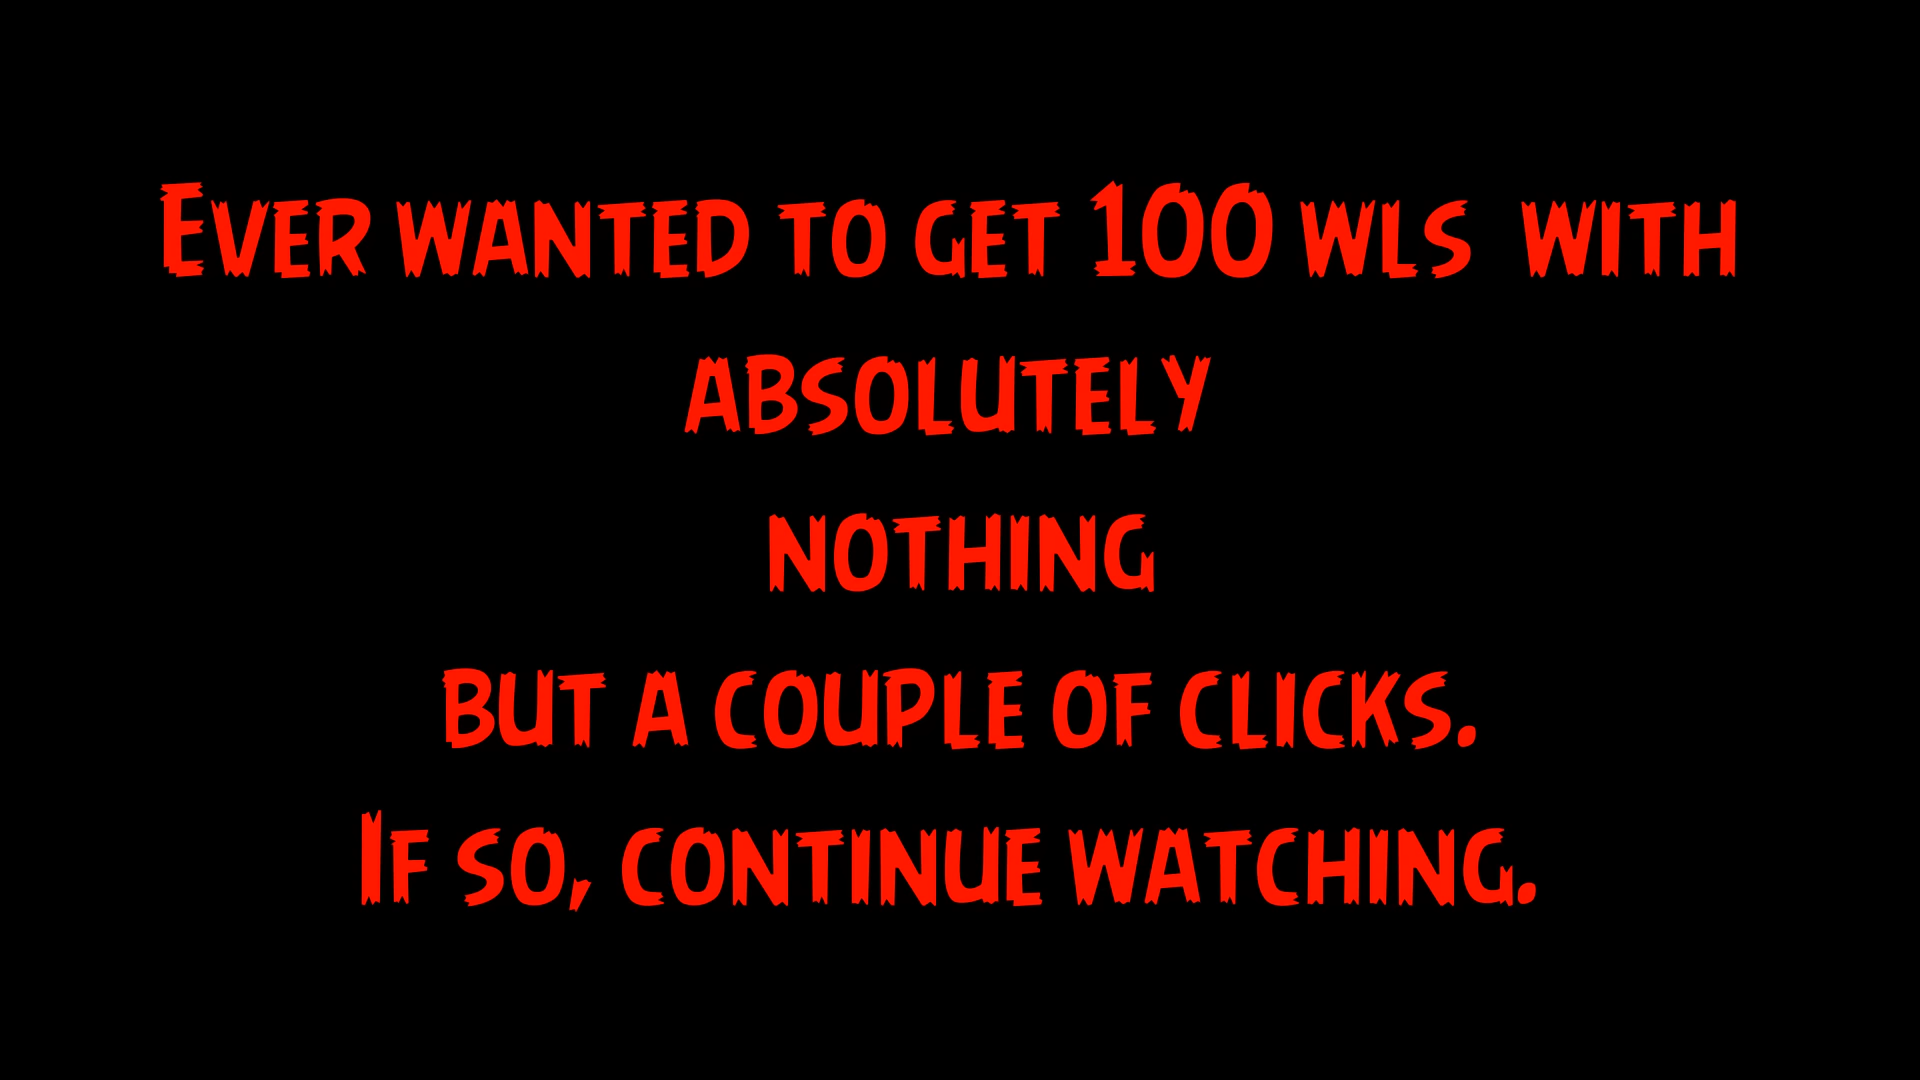 Ever wanted to get 100 wls  with
absolutely
nothing
but a couple of clicks.
If so, continue watching.